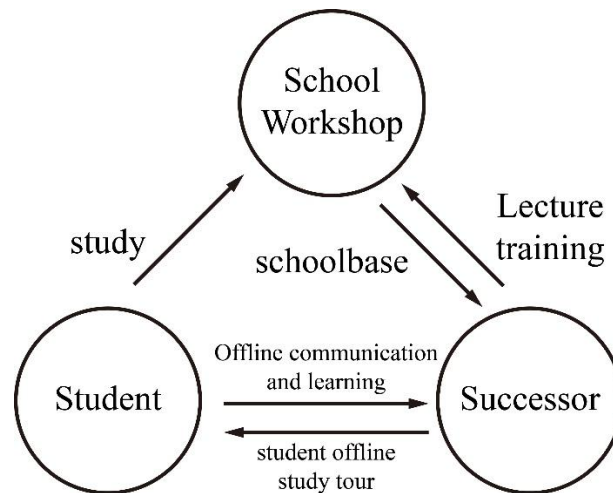 School
Workshop
study
schoolbase
Lecture
training
Student
Offline communication
and learning
student offline
study tour
Successor